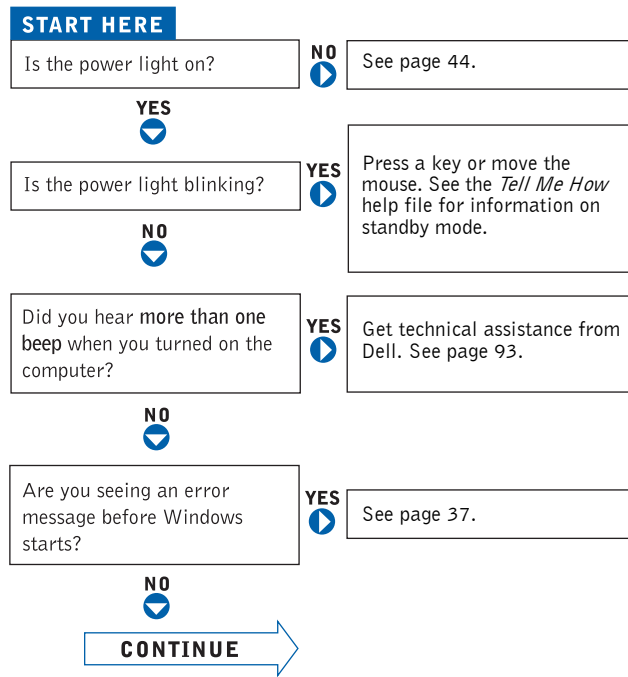 START HERE
Is the power light on?
NO
See page 44.
YES
Is the power light blinking?
YES
Press a key or move the
mouse. See the Tell Me How
help file for information on
standby mode.
NO
Did you hear more than one
beep when you turned on the
computer?
YES
Get technical assistance from
Dell. See page 93.
NO
Are you seeing an error
message before Windows
starts?
YES
See page 37.
NO
CONTINUE